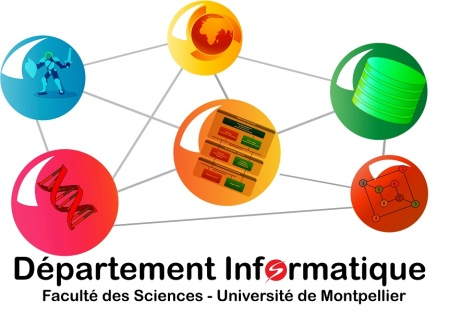 Département Informatique
Faculté des Sciences - Université de Montpellier